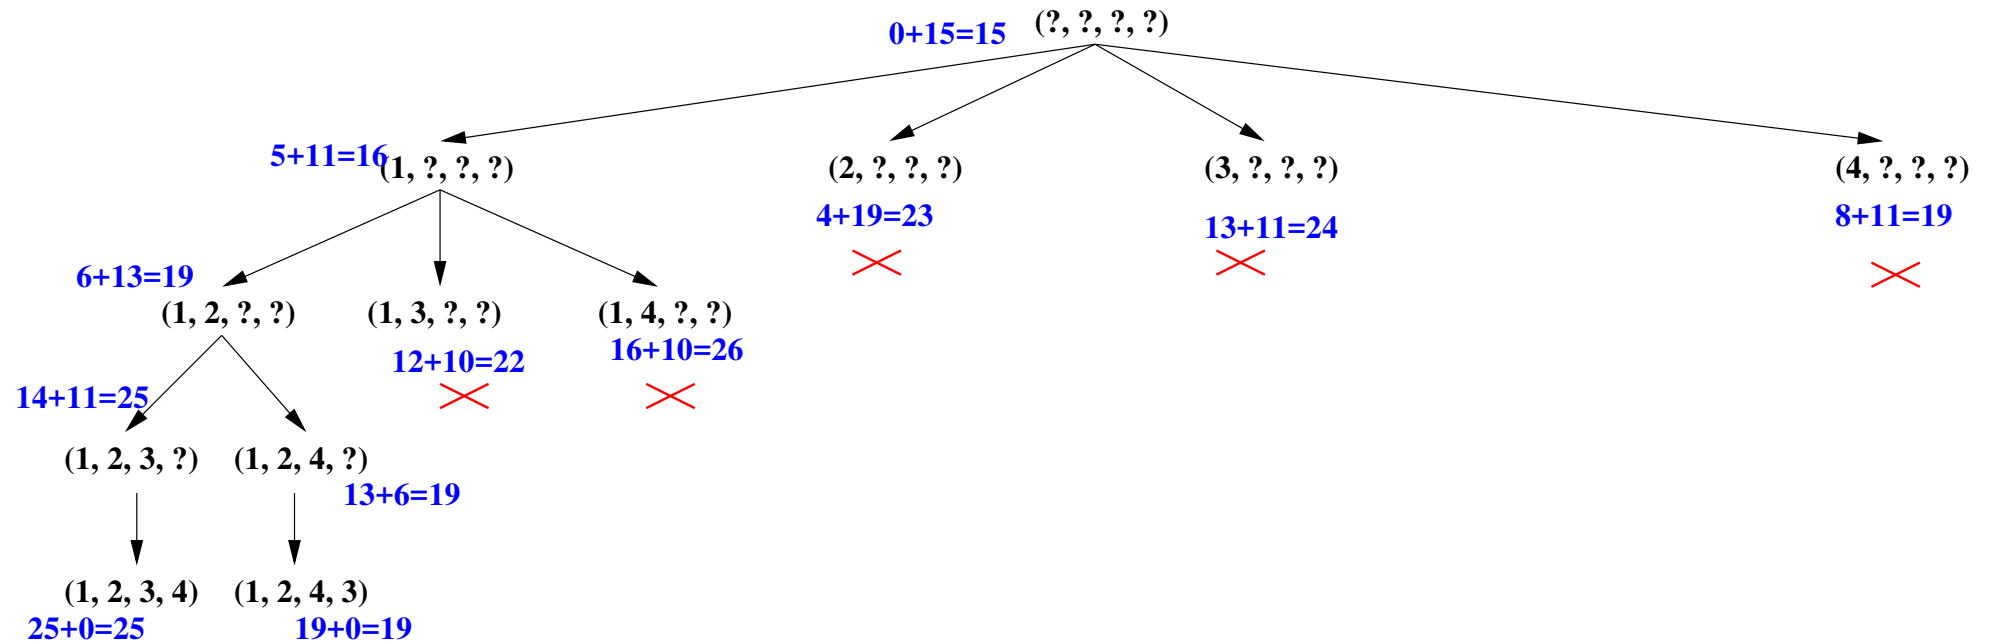 0+15=15 (?, ?, ?, ?)
5+11=16 (1, ?, ?, ?) (2, ?, ?, ?) (3, ?, ?, ?) (4, ?, ?, ?)
4+19=23 13+11=24 8+11=19
6+13=19
(1, 2, ?, ?) (1, 3, ?, ?) (1, 4, ?, ?)
12+10=22 16+10=26
14+11=25
(1, 2, 3, ?) (1, 2, 4, ?)
13+6=19
(1, 2, 3, 4) (1, 2, 4, 3)
25+0=25 19+0=19